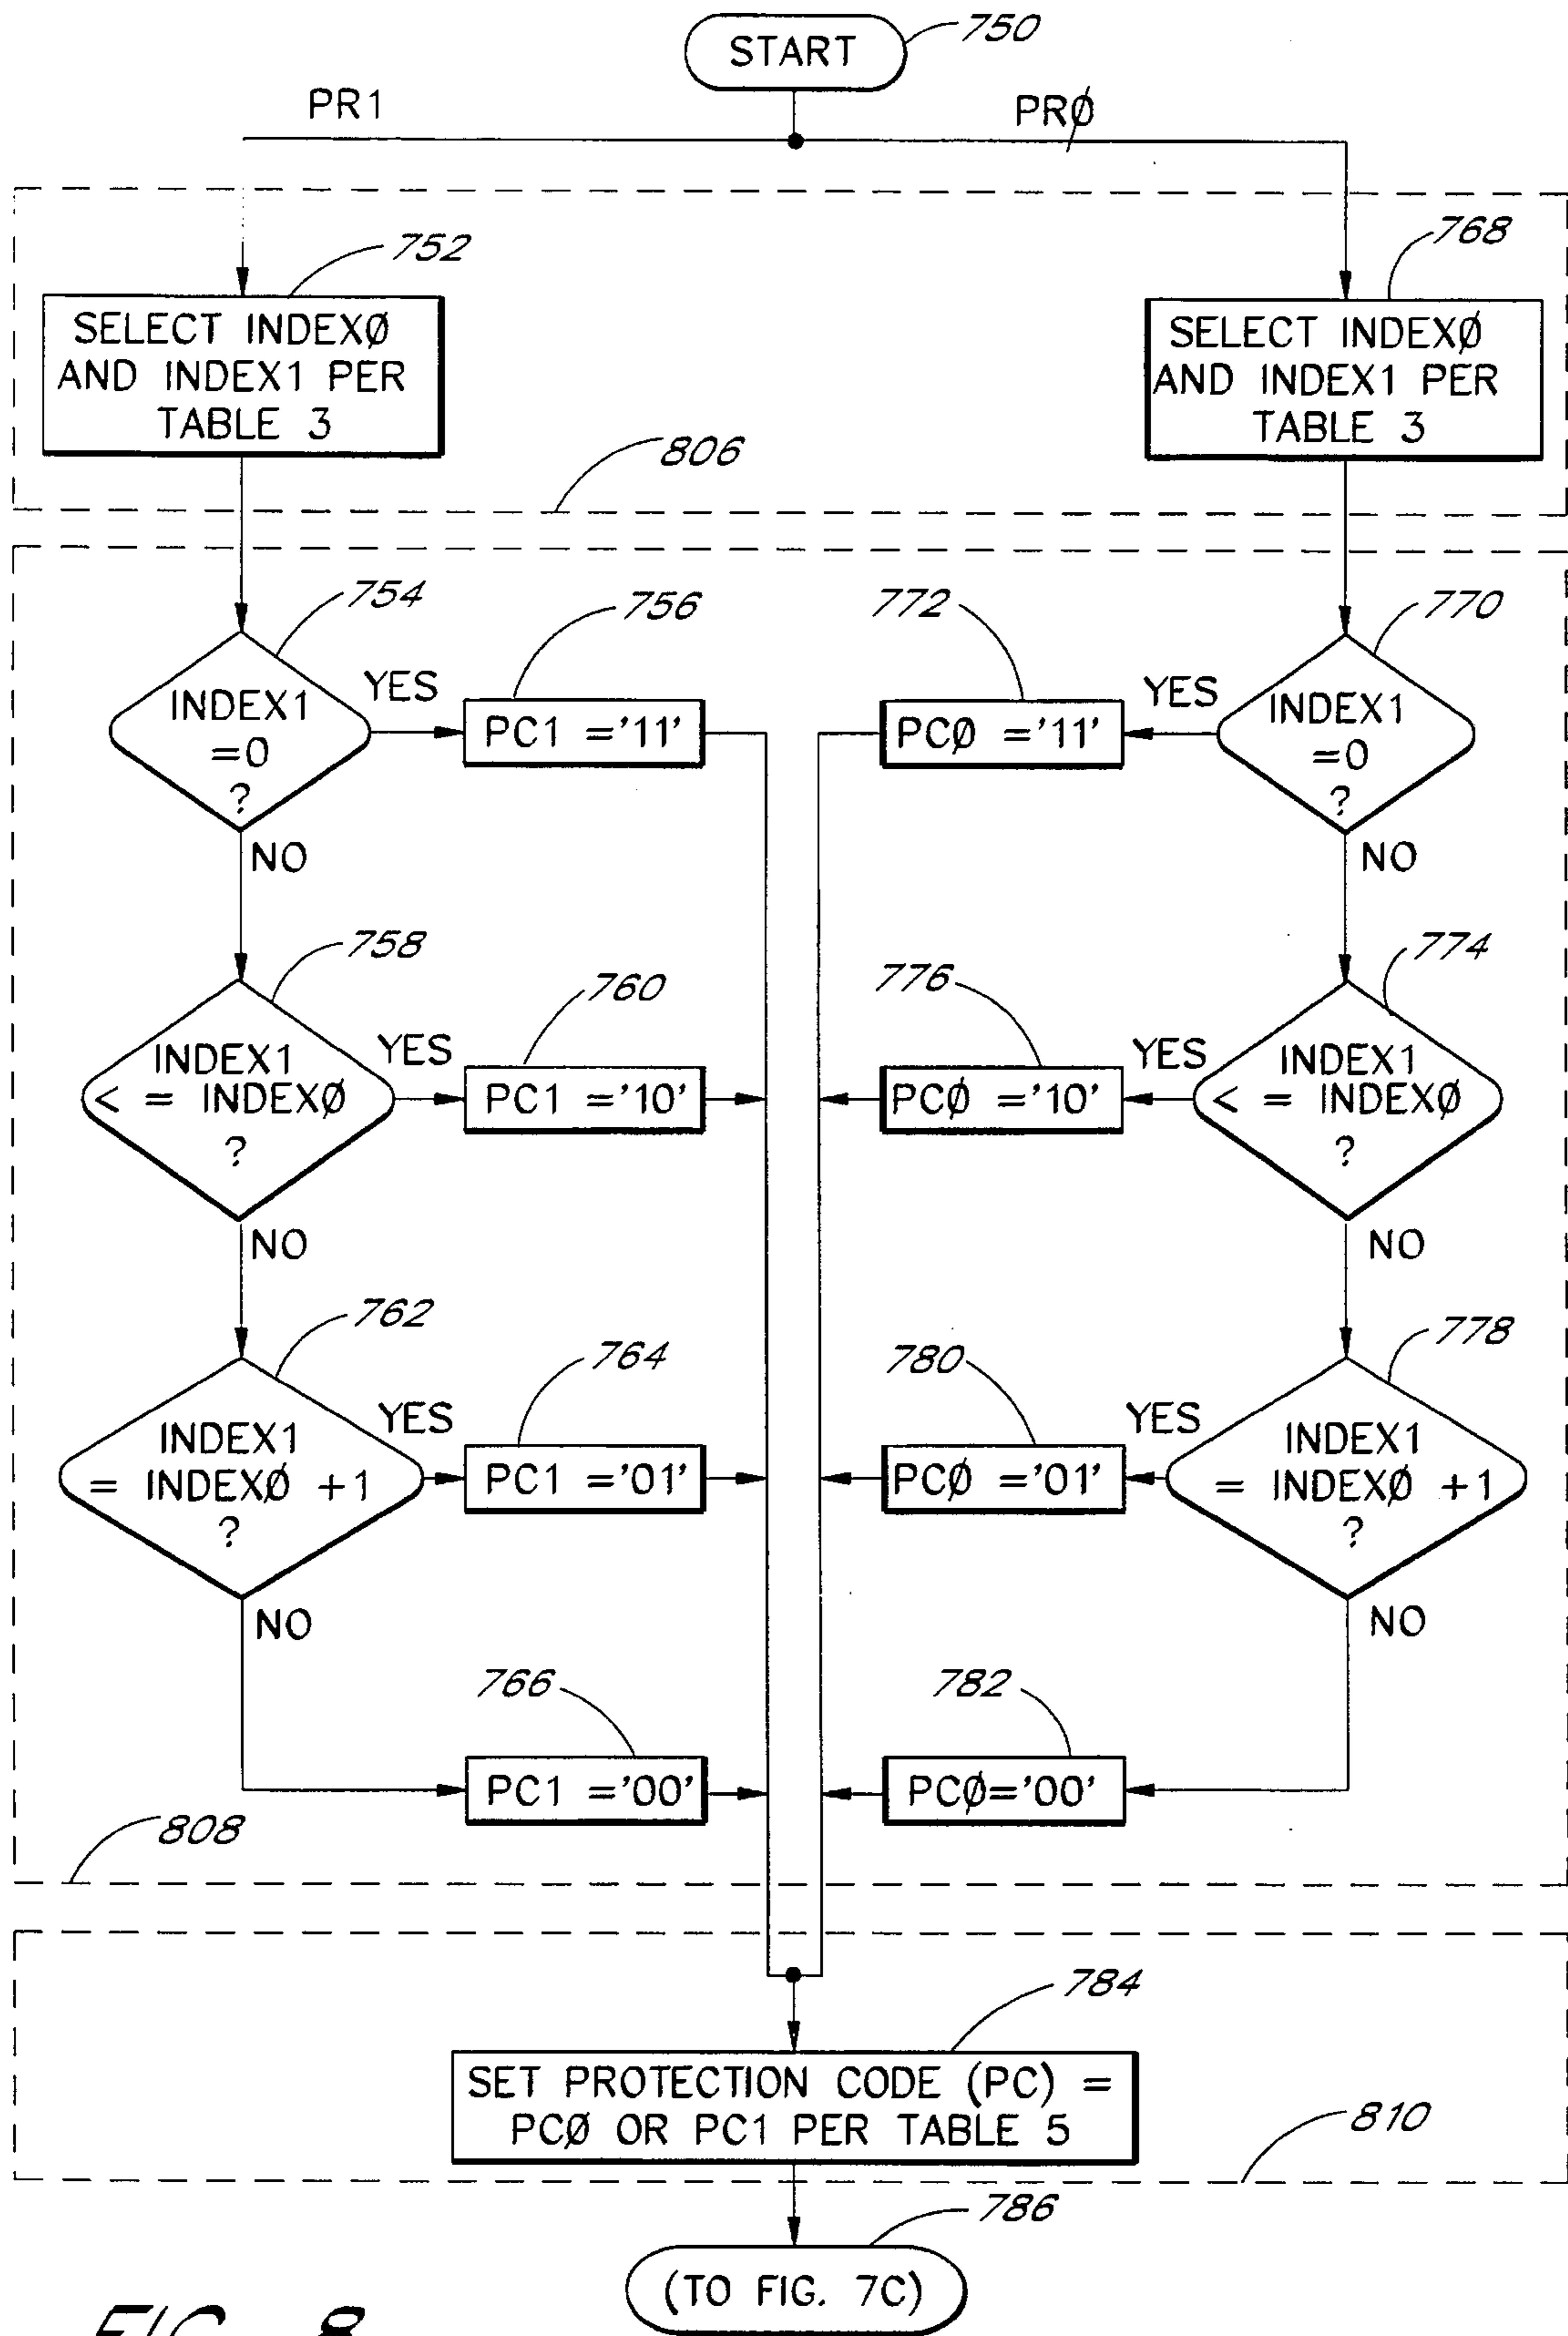 START
750
PR1
PRØ
752
768
SELECT INDEXØ
AND INDEX1 PER
TABLE 3
SELECT INDEXØ
AND INDEX1 PER
TABLE 3
806
754
756
772
770
INDEX1
=0
?
YES
PC1 ='11'
PCØ ='11'
YES
INDEX1
=0
?
NO
NO
758
760
776
774
INDEX1
< = INDEXØ
?
YES
PC1 ='10'
PCØ ='10'
YES
INDEX1
< = INDEXØ
?
NO
NO
762
764
780
778
INDEX1
= INDEXØ +1
?
YES
PC1 ='01'
PCØ ='01'
YES
INDEX1
= INDEXØ +1
?
NO
NO
766
782
PC1 ='00'
PCØ='00'
808
784
SET PROTECTION CODE (PC) =
PCØ OR PC1 PER TABLE 5
810
786
(TO FIG. 7C)
FIG. 8